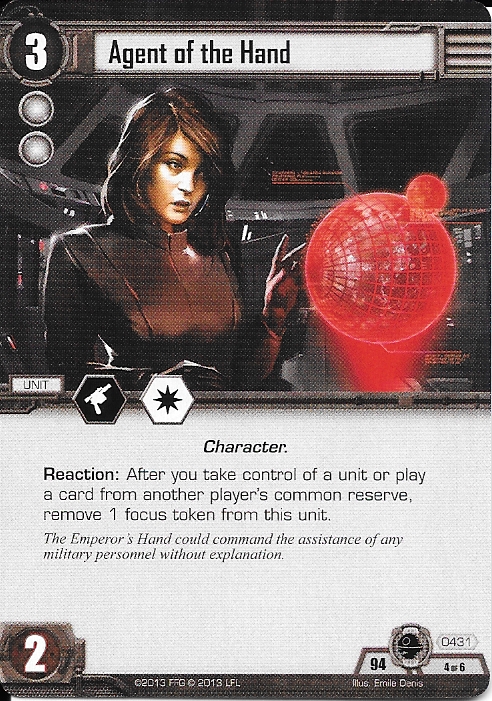 3
Agent of the Hand
UNIT
Character.
Reaction: After you take control of a unit or play
a card from another player's common reserve,
remove 1 focus token from this unit.
The Emperor's Hand could command the assistance of any
military personnel without explanation.
2
0431
94
4 OF 6
©2013 FFG © 2013 LFL
Illus. Emile Denis